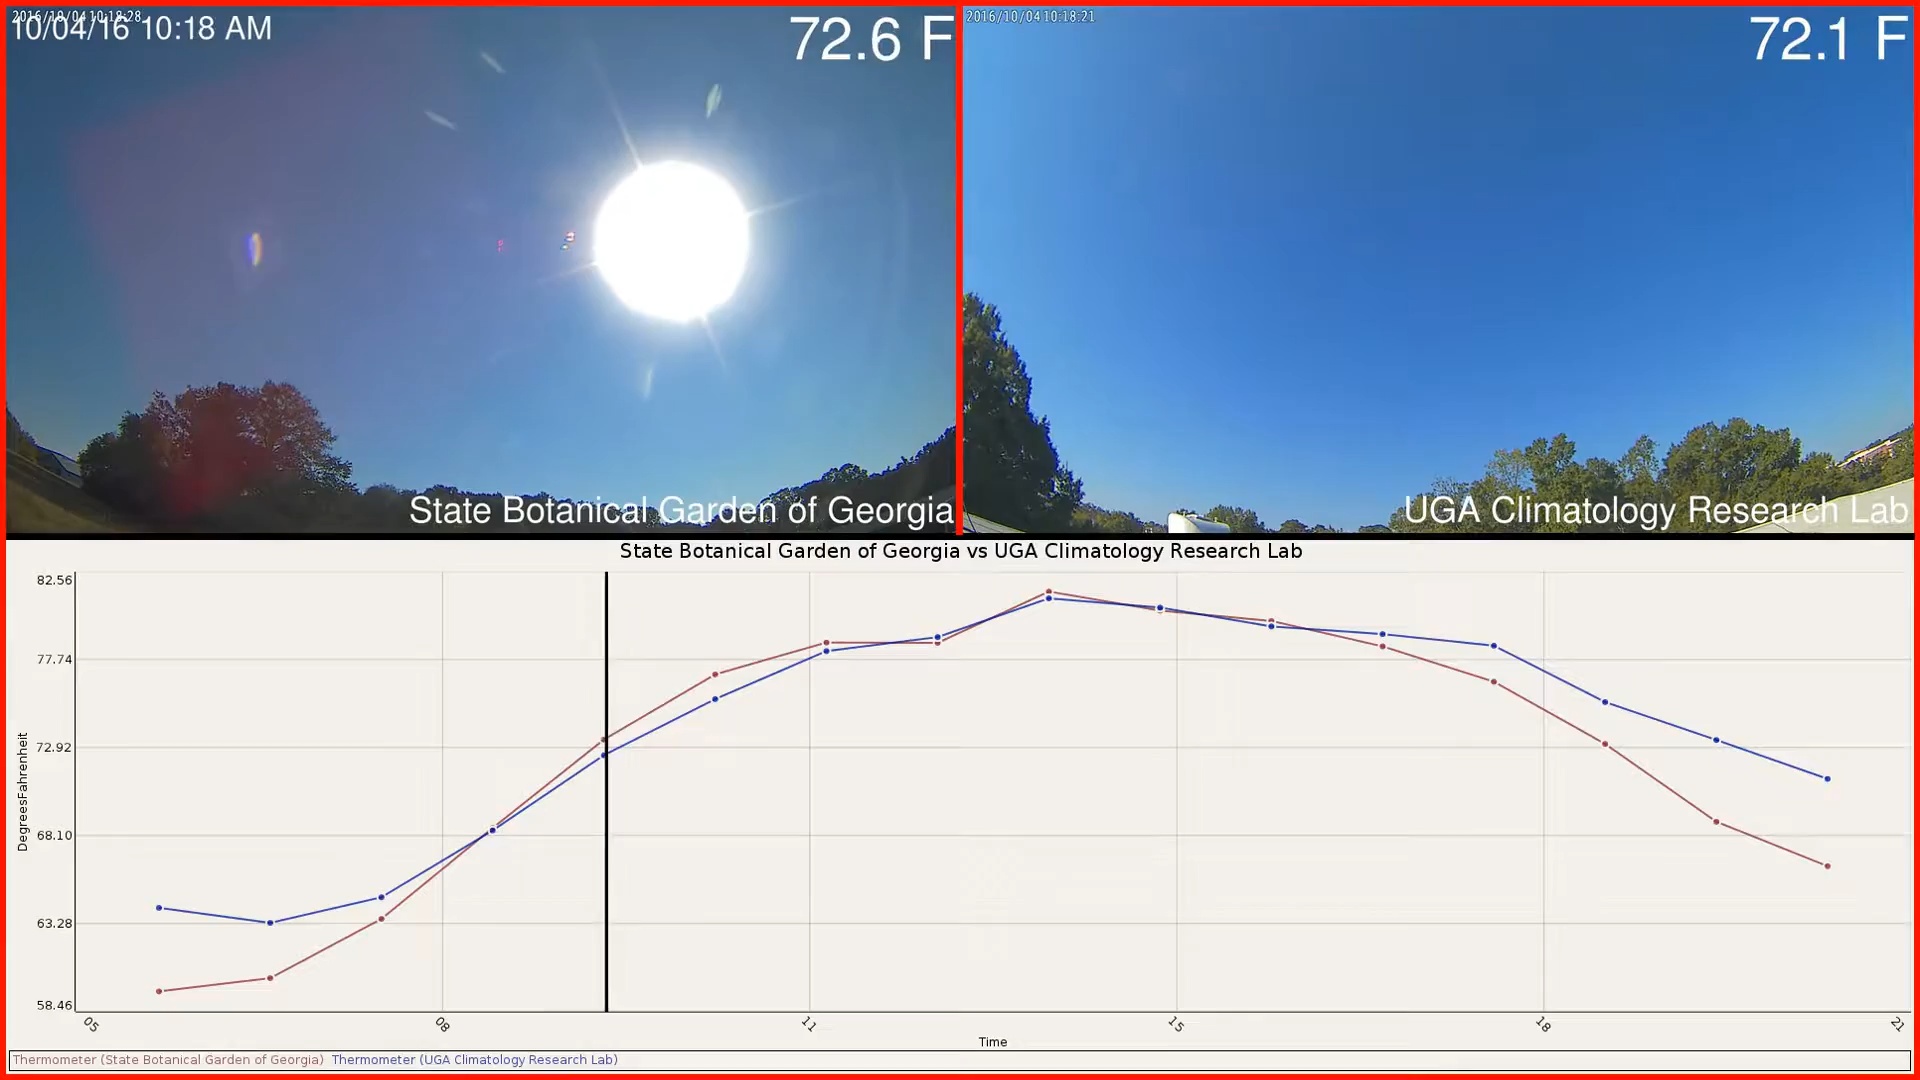 2016/10/04 10:18:28
10/04/16 10:18 AM
72.6 F
State Botanical Garden of Georgia
2016/10/04 10:18:21
72.1 F
UGA Climatology Research Lab
State Botanical Garden of Georgia vs UGA Climatology Research Lab
82.56
77.74
72.92
68.10
63.28
58.46
DegreesFahrenheit
05 08 11 15 18 21
Time
Thermometer (State Botanical Garden of Georgia) Thermometer (UGA Climatology Research Lab)